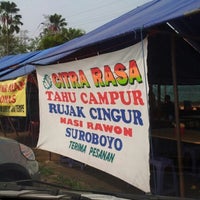 CITRA RASA
TAHU CAMPUR
RUJAK CINGUR
NASI RAWON
SUROBOYO
TERIMA PESANAN